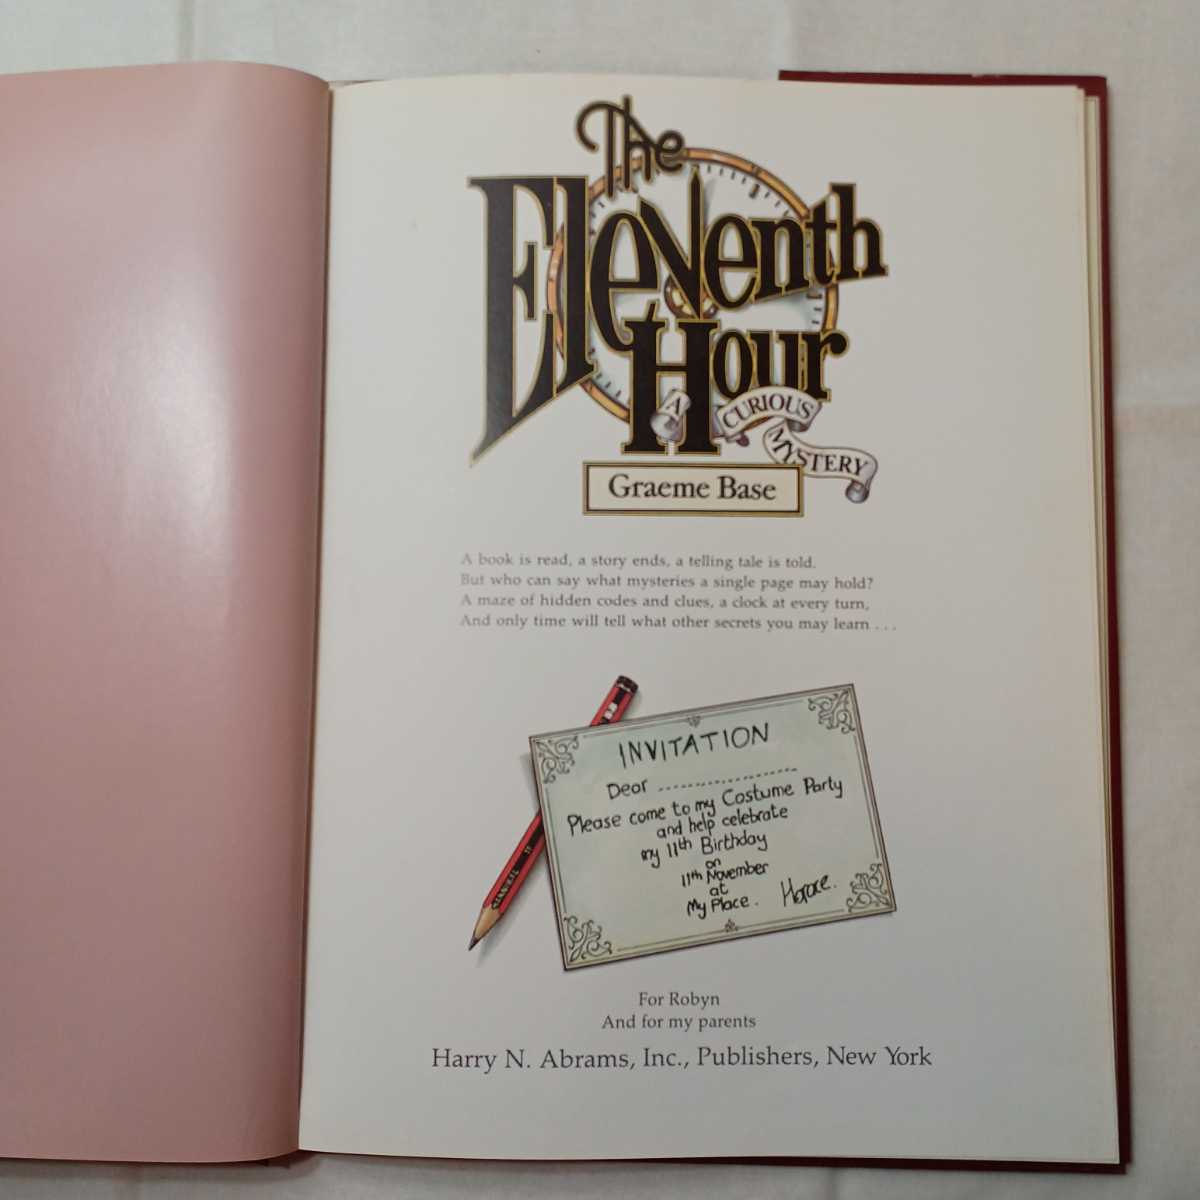 The
Eleventh
Hour
A CURIOUS
MYSTERY
Graeme Base
A book is read, a story ends, a telling tale is told.
But who can say what mysteries a single page may hold?
A maze of hidden codes and clues, a clock at every turn,
And only time will tell what other secrets you may learn . . .
INVITATION
Dear ......................
Please come to my Costume Party
and help celebrate
my 11th Birthday
on
11th November
at
My Place.
Horace.
For Robyn
And for my parents
Harry N. Abrams, Inc., Publishers, New York